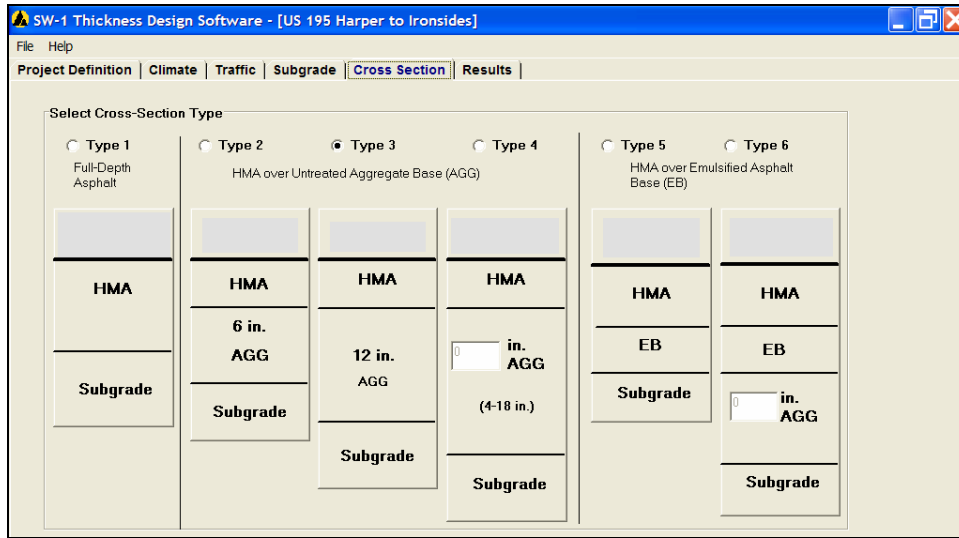 SW-1 Thickness Design Software - [US 195 Harper to Ironsides]
File Help
Project Definition | Climate | Traffic | Subgrade | Cross Section | Results |
Select Cross-Section Type
Type 1 Type 2 Type 3 Type 4 Type 5 Type 6
Full-Depth
Asphalt
HMA over Untreated Aggregate Base (AGG)
HMA over Emulsified Asphalt
Base (EB)
HMA
Subgrade
HMA
6 in.
AGG
Subgrade
HMA
12 in.
AGG
Subgrade
HMA
0 in.
AGG
(4-18 in.)
Subgrade
HMA
EB
Subgrade
HMA
EB
0 in.
AGG
Subgrade